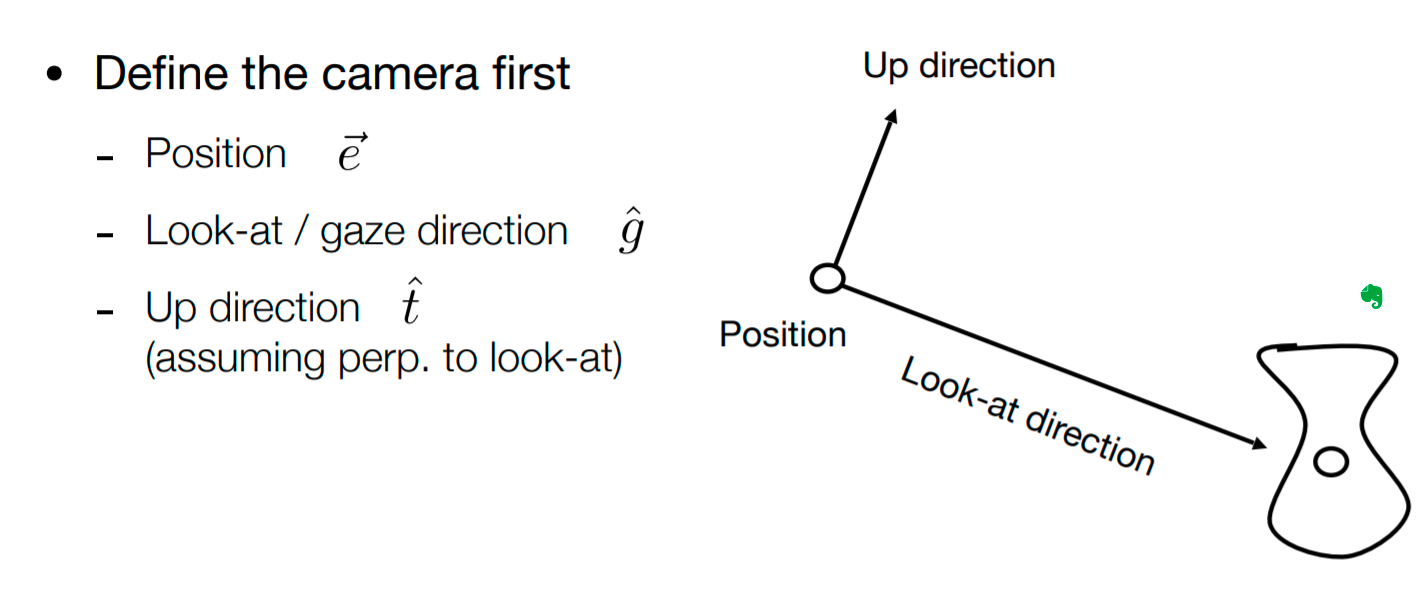 • Define the camera first
- Position \vec{e}
- Look-at / gaze direction \hat{g}
- Up direction \hat{t}
(assuming perp. to look-at)
Up direction
Position
Look-at direction